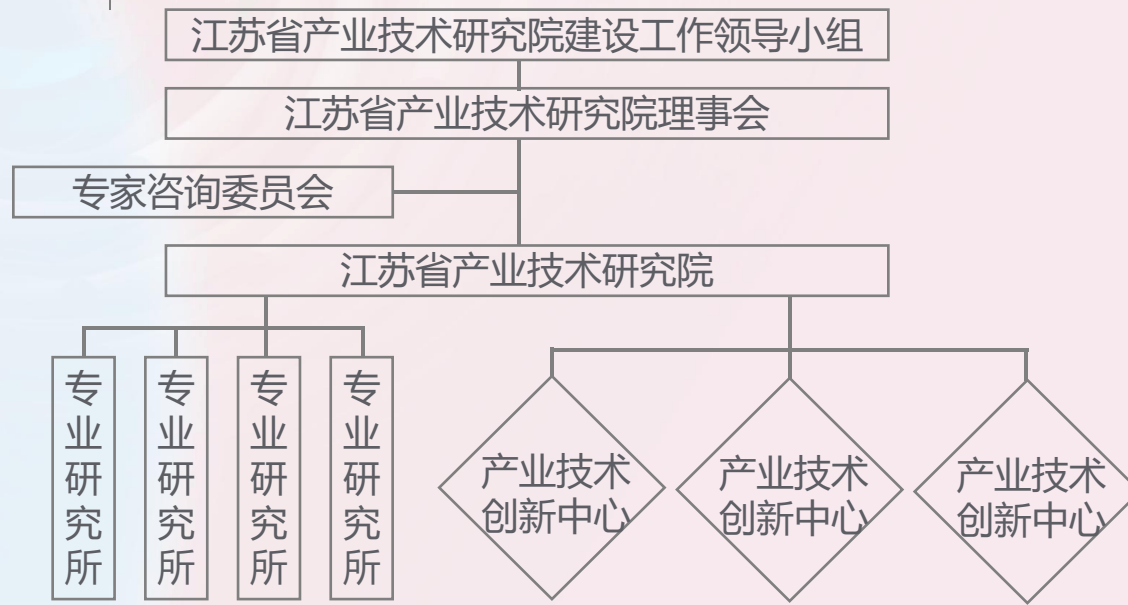 江苏省产业技术研究院建设工作领导小组
江苏省产业技术研究院理事会
专家咨询委员会
江苏省产业技术研究院
专业研究所
专业研究所
专业研究所
专业研究所
产业技术
创新中心
产业技术
创新中心
产业技术
创新中心